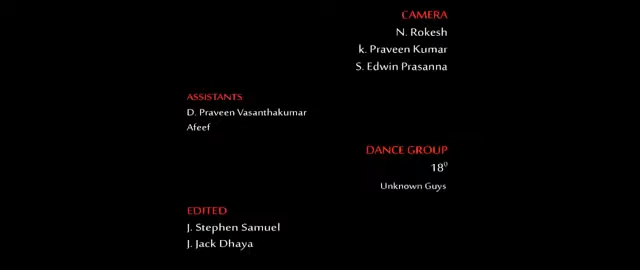 CAMERA
N. Rokesh
k. Praveen Kumar
S. Edwin Prasanna
ASSISTANTS
D. Praveen Vasanthakumar
Afeef
DANCE GROUP
18⁰
Unknown Guys
EDITED
J. Stephen Samuel
J. Jack Dhaya